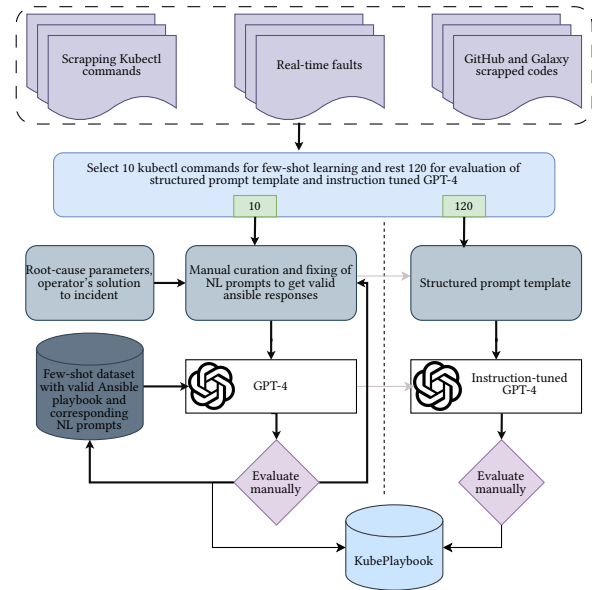 Scrapping Kubectl
commands
Real-time faults
GitHub and Galaxy
scrapped codes
Select 10 kubectl commands for few-shot learning and rest 120 for evaluation of
structured prompt template and instruction tuned GPT-4
10
120
Root-cause parameters,
operator's solution
to incident
Manual curation and fixing of
NL prompts to get valid
ansible responses
Structured prompt template
Few-shot dataset
with valid Ansible
playbook and
corresponding
NL prompts
GPT-4
Instruction-tuned
GPT-4
Evaluate
manually
Evaluate
manually
KubePlaybook